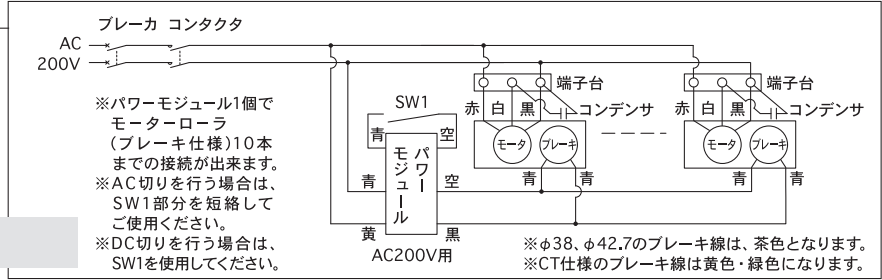 ブレーカ コンタクタ
AC
200V
※パワーモジュール1個で
モーターローラ
(ブレーキ仕様)10本
までの接続が出来ます。
※AC切りを行う場合は、
SW1部分を短絡して
ご使用ください。
※DC切りを行う場合は、
SW1を使用してください。
SW1
青 空
パワー
モジュール
青 空
黄 黒
AC200V用
端子台
赤 白 黒 コンデンサ
モータ ブレーキ
青 青
端子台
赤 白 黒 コンデンサ
モータ ブレーキ
青 青
※φ38、φ42.7のブレーキ線は、茶色となります。
※CT仕様のブレーキ線は黄色・緑色になります。